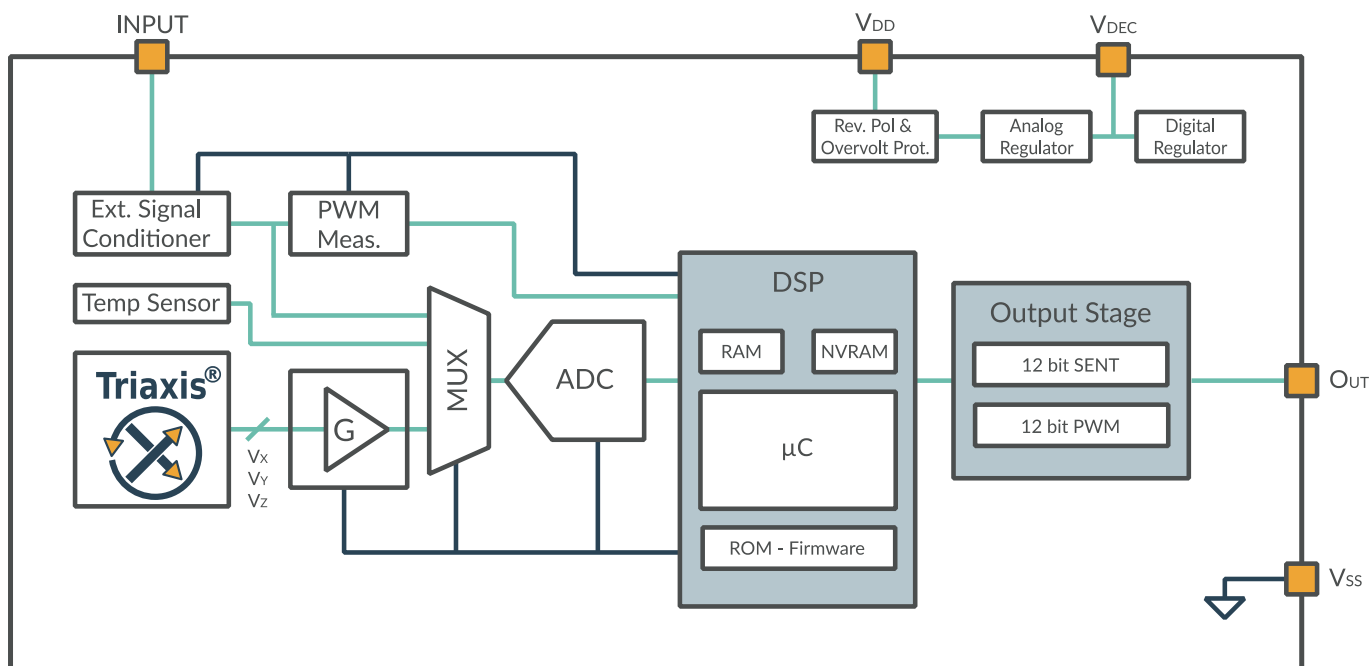 INPUT
VDD
VDEC
Rev. Pol &
Overvolt Prot.
Analog
Regulator
Digital
Regulator
Ext. Signal
Conditioner
PWM
Meas.
Temp Sensor
Triaxis®
VX
VY
VZ
G
MUX
ADC
DSP
RAM
NVRAM
µC
ROM - Firmware
Output Stage
12 bit SENT
12 bit PWM
OUT
VSS